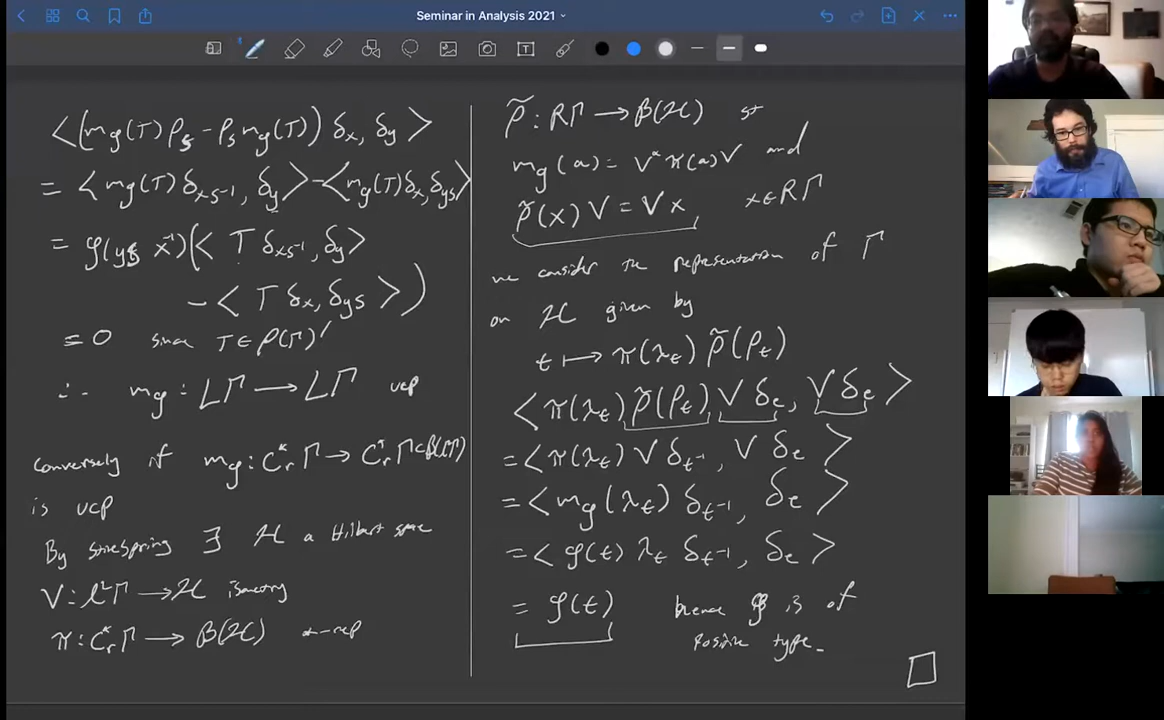 Seminar in Analysis 2021
⟨(m_φ(T)ρ_s - ρ_s m_φ(T)) δ_x, δ_y⟩
= ⟨m_φ(T) δ_{xs^{-1}}, δ_y⟩ - ⟨m_φ(T) δ_x, δ_{ys}⟩
= φ(ys x^{-1})(⟨T δ_{xs^{-1}}, δ_y⟩
- ⟨T δ_x, δ_{ys}⟩)
= 0 since T ∈ ρ(Γ)'
∴ m_φ : LΓ → LΓ ucp
conversely if m_φ : C*_r Γ → C*_r Γ ⊂ B(ℓ²Γ)
is ucp
By Stinespring ∃ ℋ a Hilbert space
V : ℓ²Γ → ℋ isometry
π : C*_r Γ → B(ℋ) *-rep
ρ̃ : RΓ → B(ℋ) st
m_φ(a) = V* π(a) V and
ρ̃(x) V = V x, x ∈ RΓ
we consider the representation of Γ
on ℋ given by
t ↦ π(λ_t) ρ̃(ρ_t)
⟨π(λ_t) ρ̃(ρ_t) V δ_e, V δ_e⟩
= ⟨π(λ_t) V δ_{t^{-1}}, V δ_e⟩
= ⟨m_φ(λ_t) δ_{t^{-1}}, δ_e⟩
= ⟨φ(t) λ_t δ_{t^{-1}}, δ_e⟩
= φ(t) hence φ is of
positive type.
□